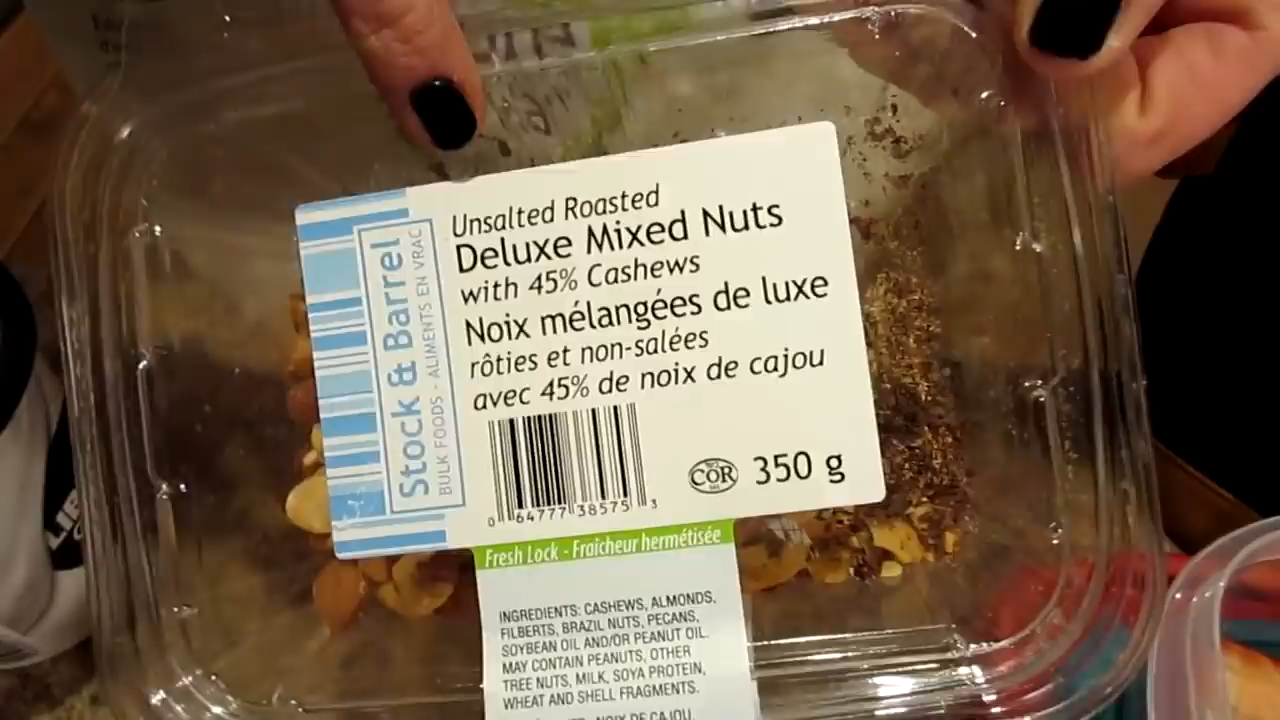 Unsalted Roasted
Deluxe Mixed Nuts
with 45% Cashews
Noix mélangées de luxe
rôties et non-salées
avec 45% de noix de cajou
Stock & Barrel
BULK FOODS - ALIMENTS EN VRAC
0 64777 38575 3
COR
350 g
Fresh Lock - Fraîcheur hermétisée
INGREDIENTS: CASHEWS, ALMONDS,
FILBERTS, BRAZIL NUTS, PECANS,
SOYBEAN OIL AND/OR PEANUT OIL.
MAY CONTAIN PEANUTS, OTHER
TREE NUTS, MILK, SOYA PROTEIN,
WHEAT AND SHELL FRAGMENTS.
NOIX DE CAJOU,